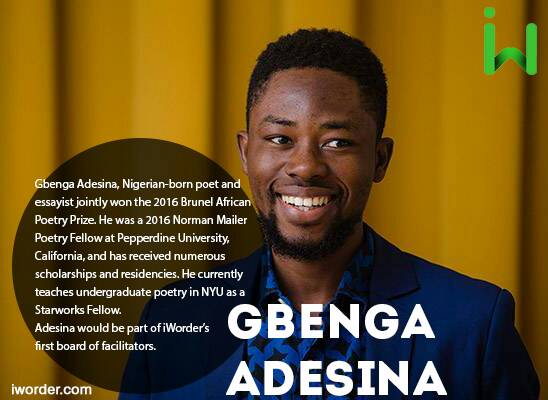 iw
Gbenga Adesina, Nigerian-born poet and
essayist jointly won the 2016 Brunel African
Poetry Prize. He was a 2016 Norman Mailer
Poetry Fellow at Pepperdine University,
California, and has received numerous
scholarships and residencies. He currently
teaches undergraduate poetry in NYU as a
Starworks Fellow.
Adesina would be part of iWorder's
first board of facilitators.
GBENGA
ADESINA
iworder.com